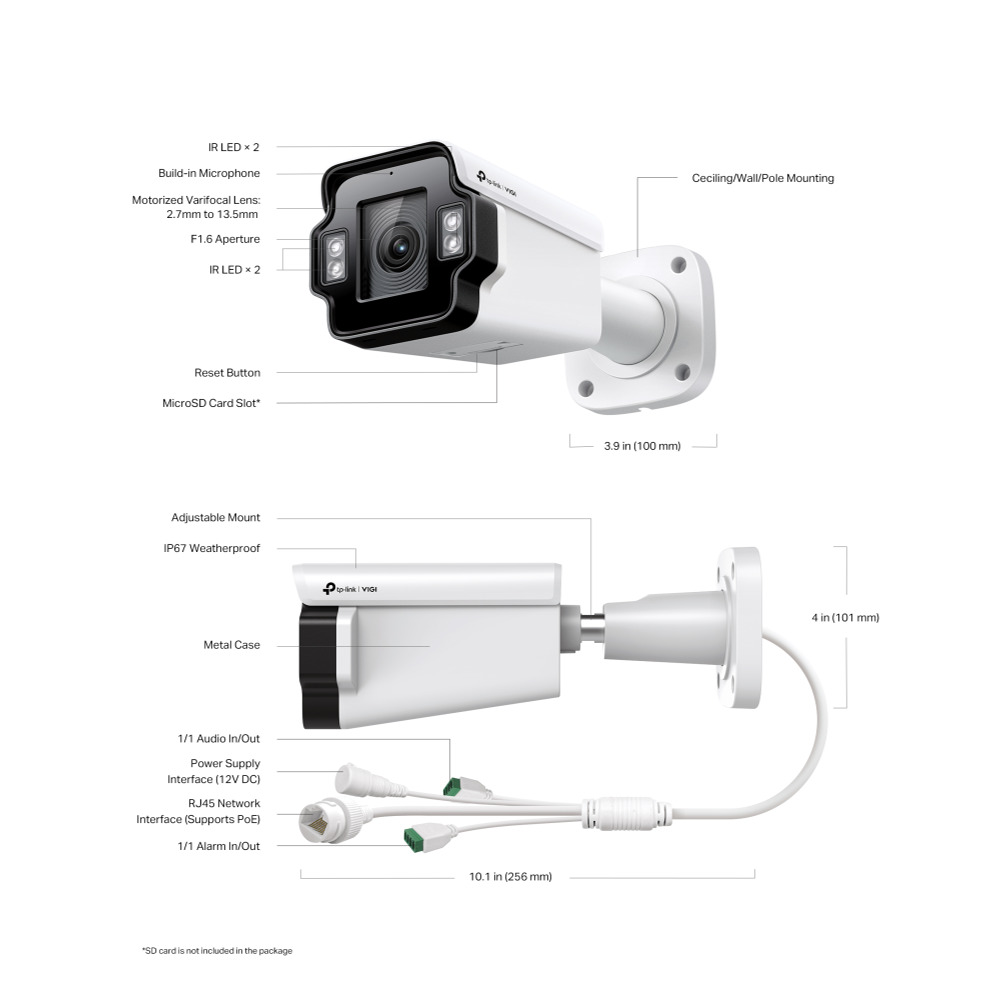 IR LED × 2
Build-in Microphone
Motorized Varifocal Lens:
2.7mm to 13.5mm
F1.6 Aperture
IR LED × 2
tp-link | VIGI
Ceciling/Wall/Pole Mounting
Reset Button
MicroSD Card Slot*
3.9 in (100 mm)
Adjustable Mount
IP67 Weatherproof
tp-link | VIGI
Metal Case
4 in (101 mm)
1/1 Audio In/Out
Power Supply
Interface (12V DC)
RJ45 Network
Interface (Supports PoE)
1/1 Alarm In/Out
10.1 in (256 mm)
*SD card is not included in the package